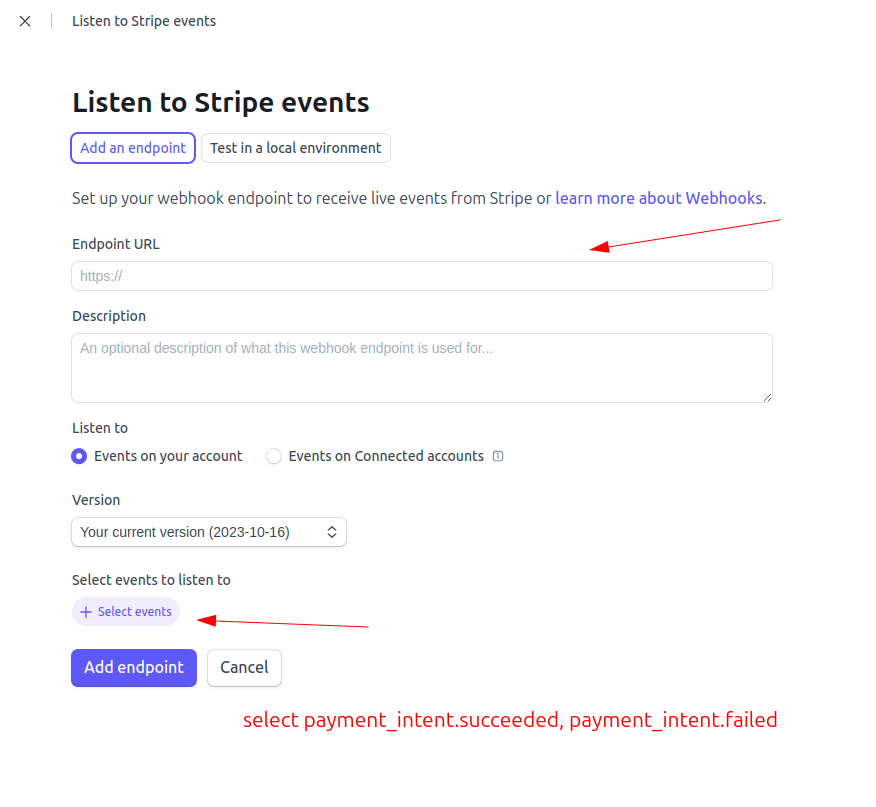 Listen to Stripe events
Listen to Stripe events
Add an endpoint Test in a local environment
Set up your webhook endpoint to receive live events from Stripe or learn more about Webhooks.
Endpoint URL
https://
Description
An optional description of what this webhook endpoint is used for...
Listen to
Events on your account Events on Connected accounts
Version
Your current version (2023-10-16)
Select events to listen to
+ Select events
Add endpoint Cancel
select payment_intent.succeeded, payment_intent.failed